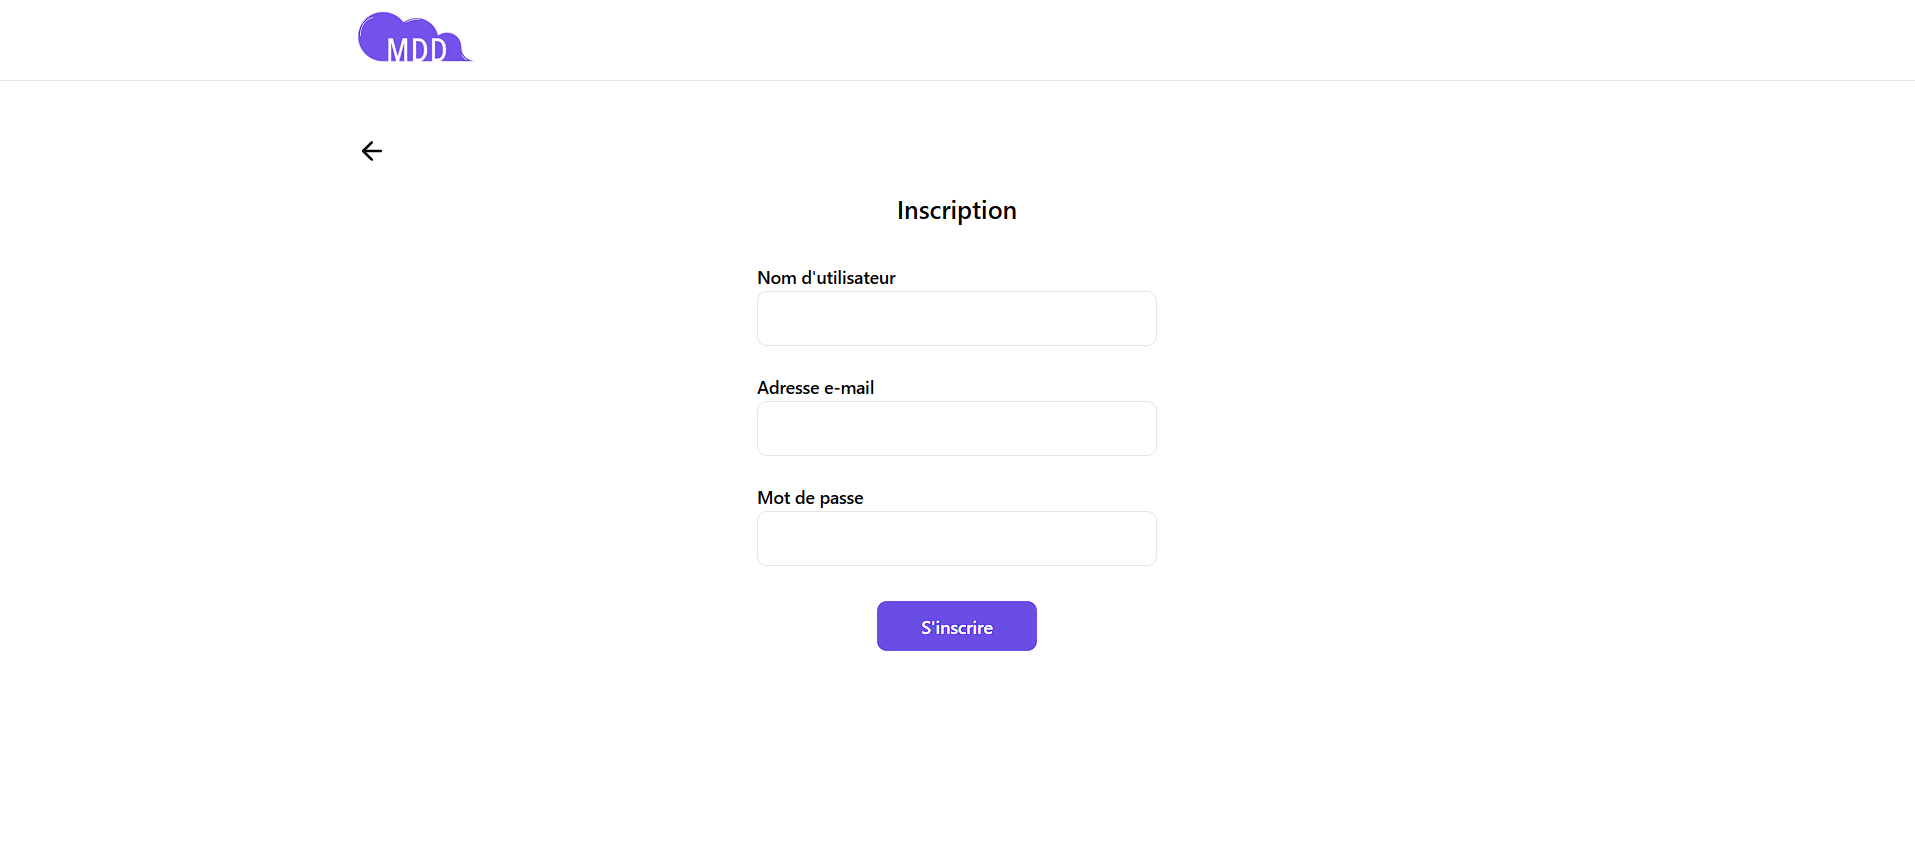 MDD
Inscription
Nom d'utilisateur
Adresse e-mail
Mot de passe
S'inscrire